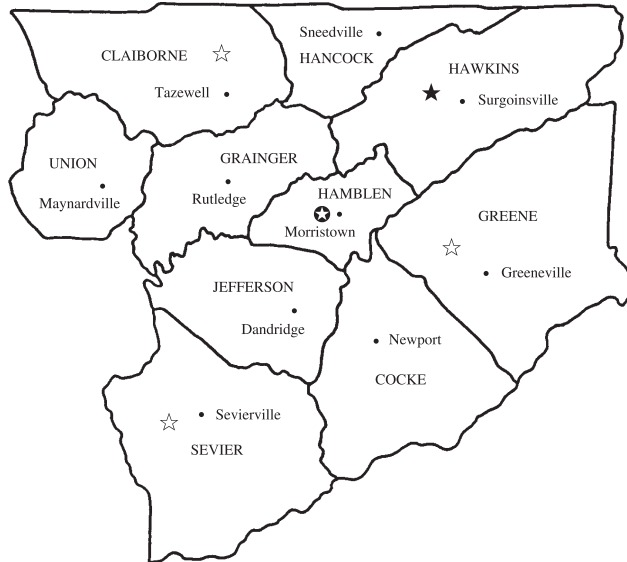 Sneedville
HANCOCK
CLAIBORNE
Tazewell
HAWKINS
Surgoinsville
UNION
Maynardville
GRAINGER
Rutledge
HAMBLEN
Morristown
GREENE
Greeneville
JEFFERSON
Dandridge
Newport
COCKE
Sevierville
SEVIER